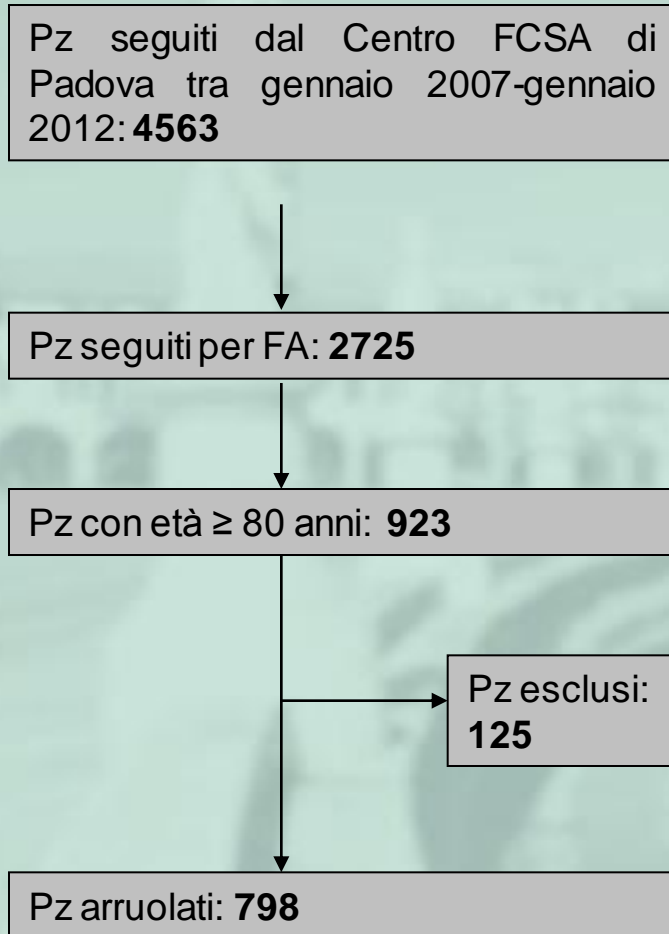 Pz seguiti dal Centro FCSA di
Padova tra gennaio 2007-gennaio
2012: 4563
Pz seguiti per FA: 2725
Pz con età ≥ 80 anni: 923
Pz esclusi:
125
Pz arruolati: 798